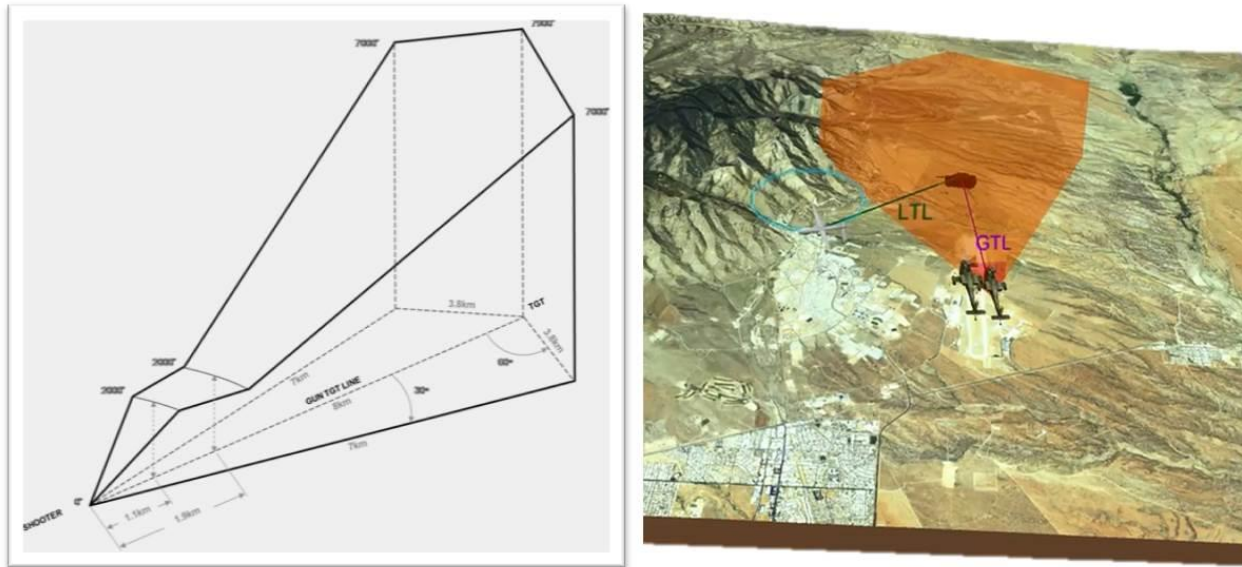 7000'
7000'
7000'
2000'
2000'
3.8km
TGT
3.8km
60°
7km
GUN TGT LINE
8km
30°
7km
SHOOTER
0'
1.1km
1.9km
LTL
GTL